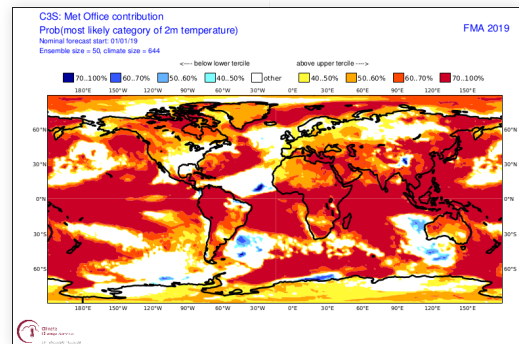 C3S: Met Office contribution
Prob(most likely category of 2m temperature)
FMA 2019
Nominal forecast start: 01/01/19
Ensemble size = 50, climate size = 644
<---- below lower tercile above upper tercile ---->
70..100% 60..70% 50..60% 40..50% other 40..50% 50..60% 60..70% 70..100%
180°E 150°W 120°W 90°W 60°W 30°W 0°E 30°E 60°E 90°E 120°E 150°E 180°E
60°N 60°N
30°N 30°N
0°N 0°N
30°S 30°S
60°S 60°S
180°E 150°W 120°W 90°W 60°W 30°W 0°E 30°E 60°E 90°E 120°E 150°E 180°E
Climate